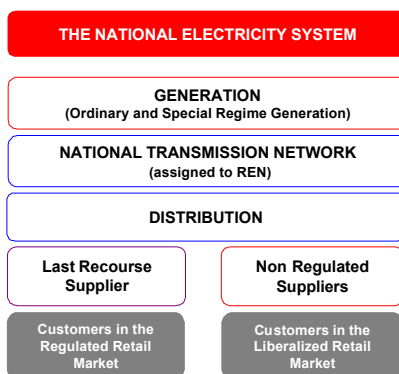 THE NATIONAL ELECTRICITY SYSTEM
GENERATION
(Ordinary and Special Regime Generation)
NATIONAL TRANSMISSION NETWORK
(assigned to REN)
DISTRIBUTION
Last Recourse
Supplier
Non Regulated
Suppliers
Customers in the
Regulated Retail
Market
Customers in the
Liberalized Retail
Market